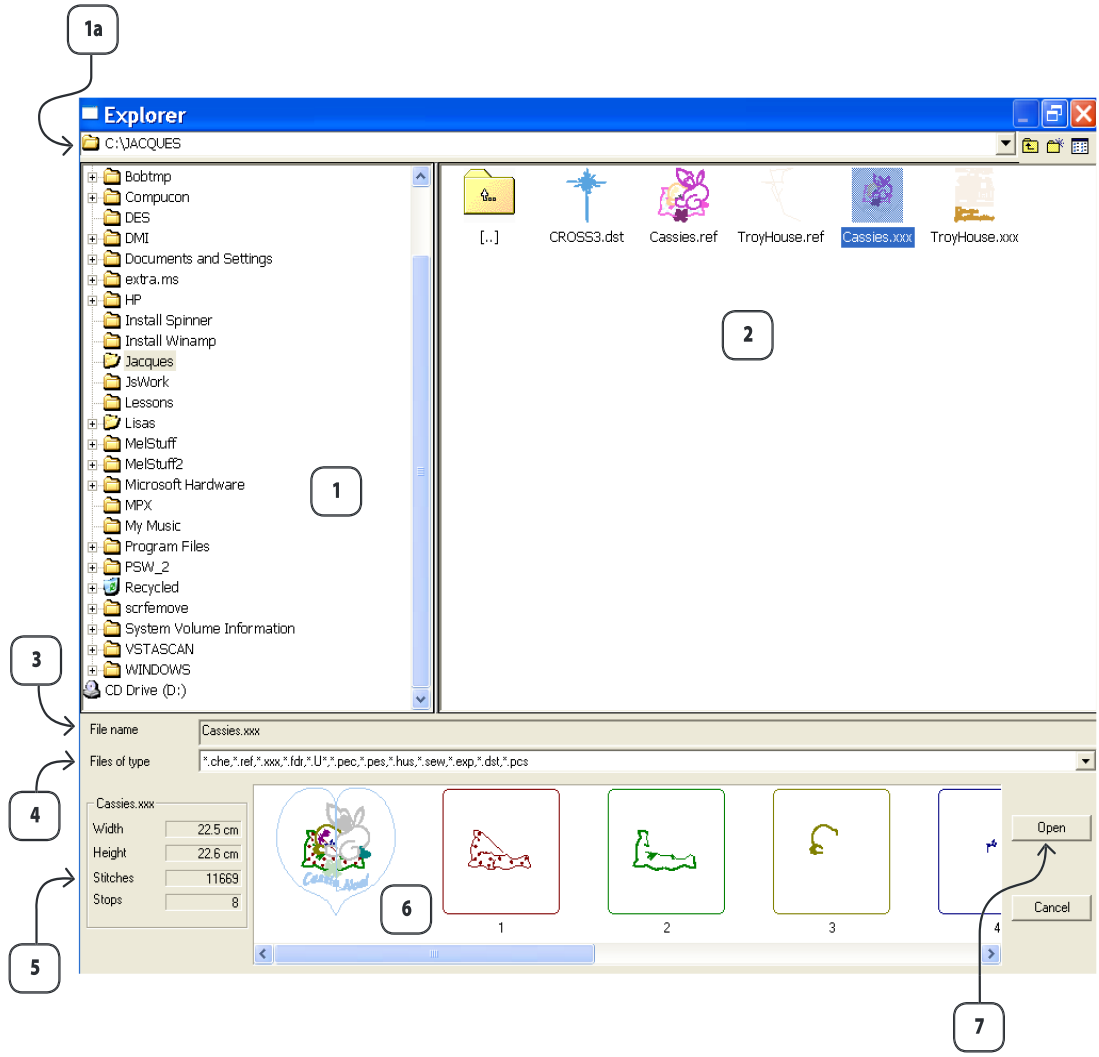 1a
Explorer
C:\JACQUES
Bobtmp
Compucon
DES
DMI
Documents and Settings
extra.ms
HP
Install Spinner
Install Winamp
Jacques
JsWork
Lessons
Lisas
MelStuff
MelStuff2
Microsoft Hardware
MPX
My Music
Program Files
PSW_2
Recycled
scrfemove
System Volume Information
VSTASCAN
WINDOWS
CD Drive (D:)
1
[..] CROSS3.dst Cassies.ref TroyHouse.ref Cassies.xxx TroyHouse.xxx
2
3
File name Cassies.xxx
Files of type *.che,*.ref,*.xxx,*.fdr,*.U*,*.pec,*.pes,*.hus,*.sew,*.exp,*.dst,*.pcs
4
Cassies.xxx
Width 22.5 cm
Height 22.6 cm
Stitches 11669
Stops 8
5
6
1 2 3 4
Open
Cancel
7